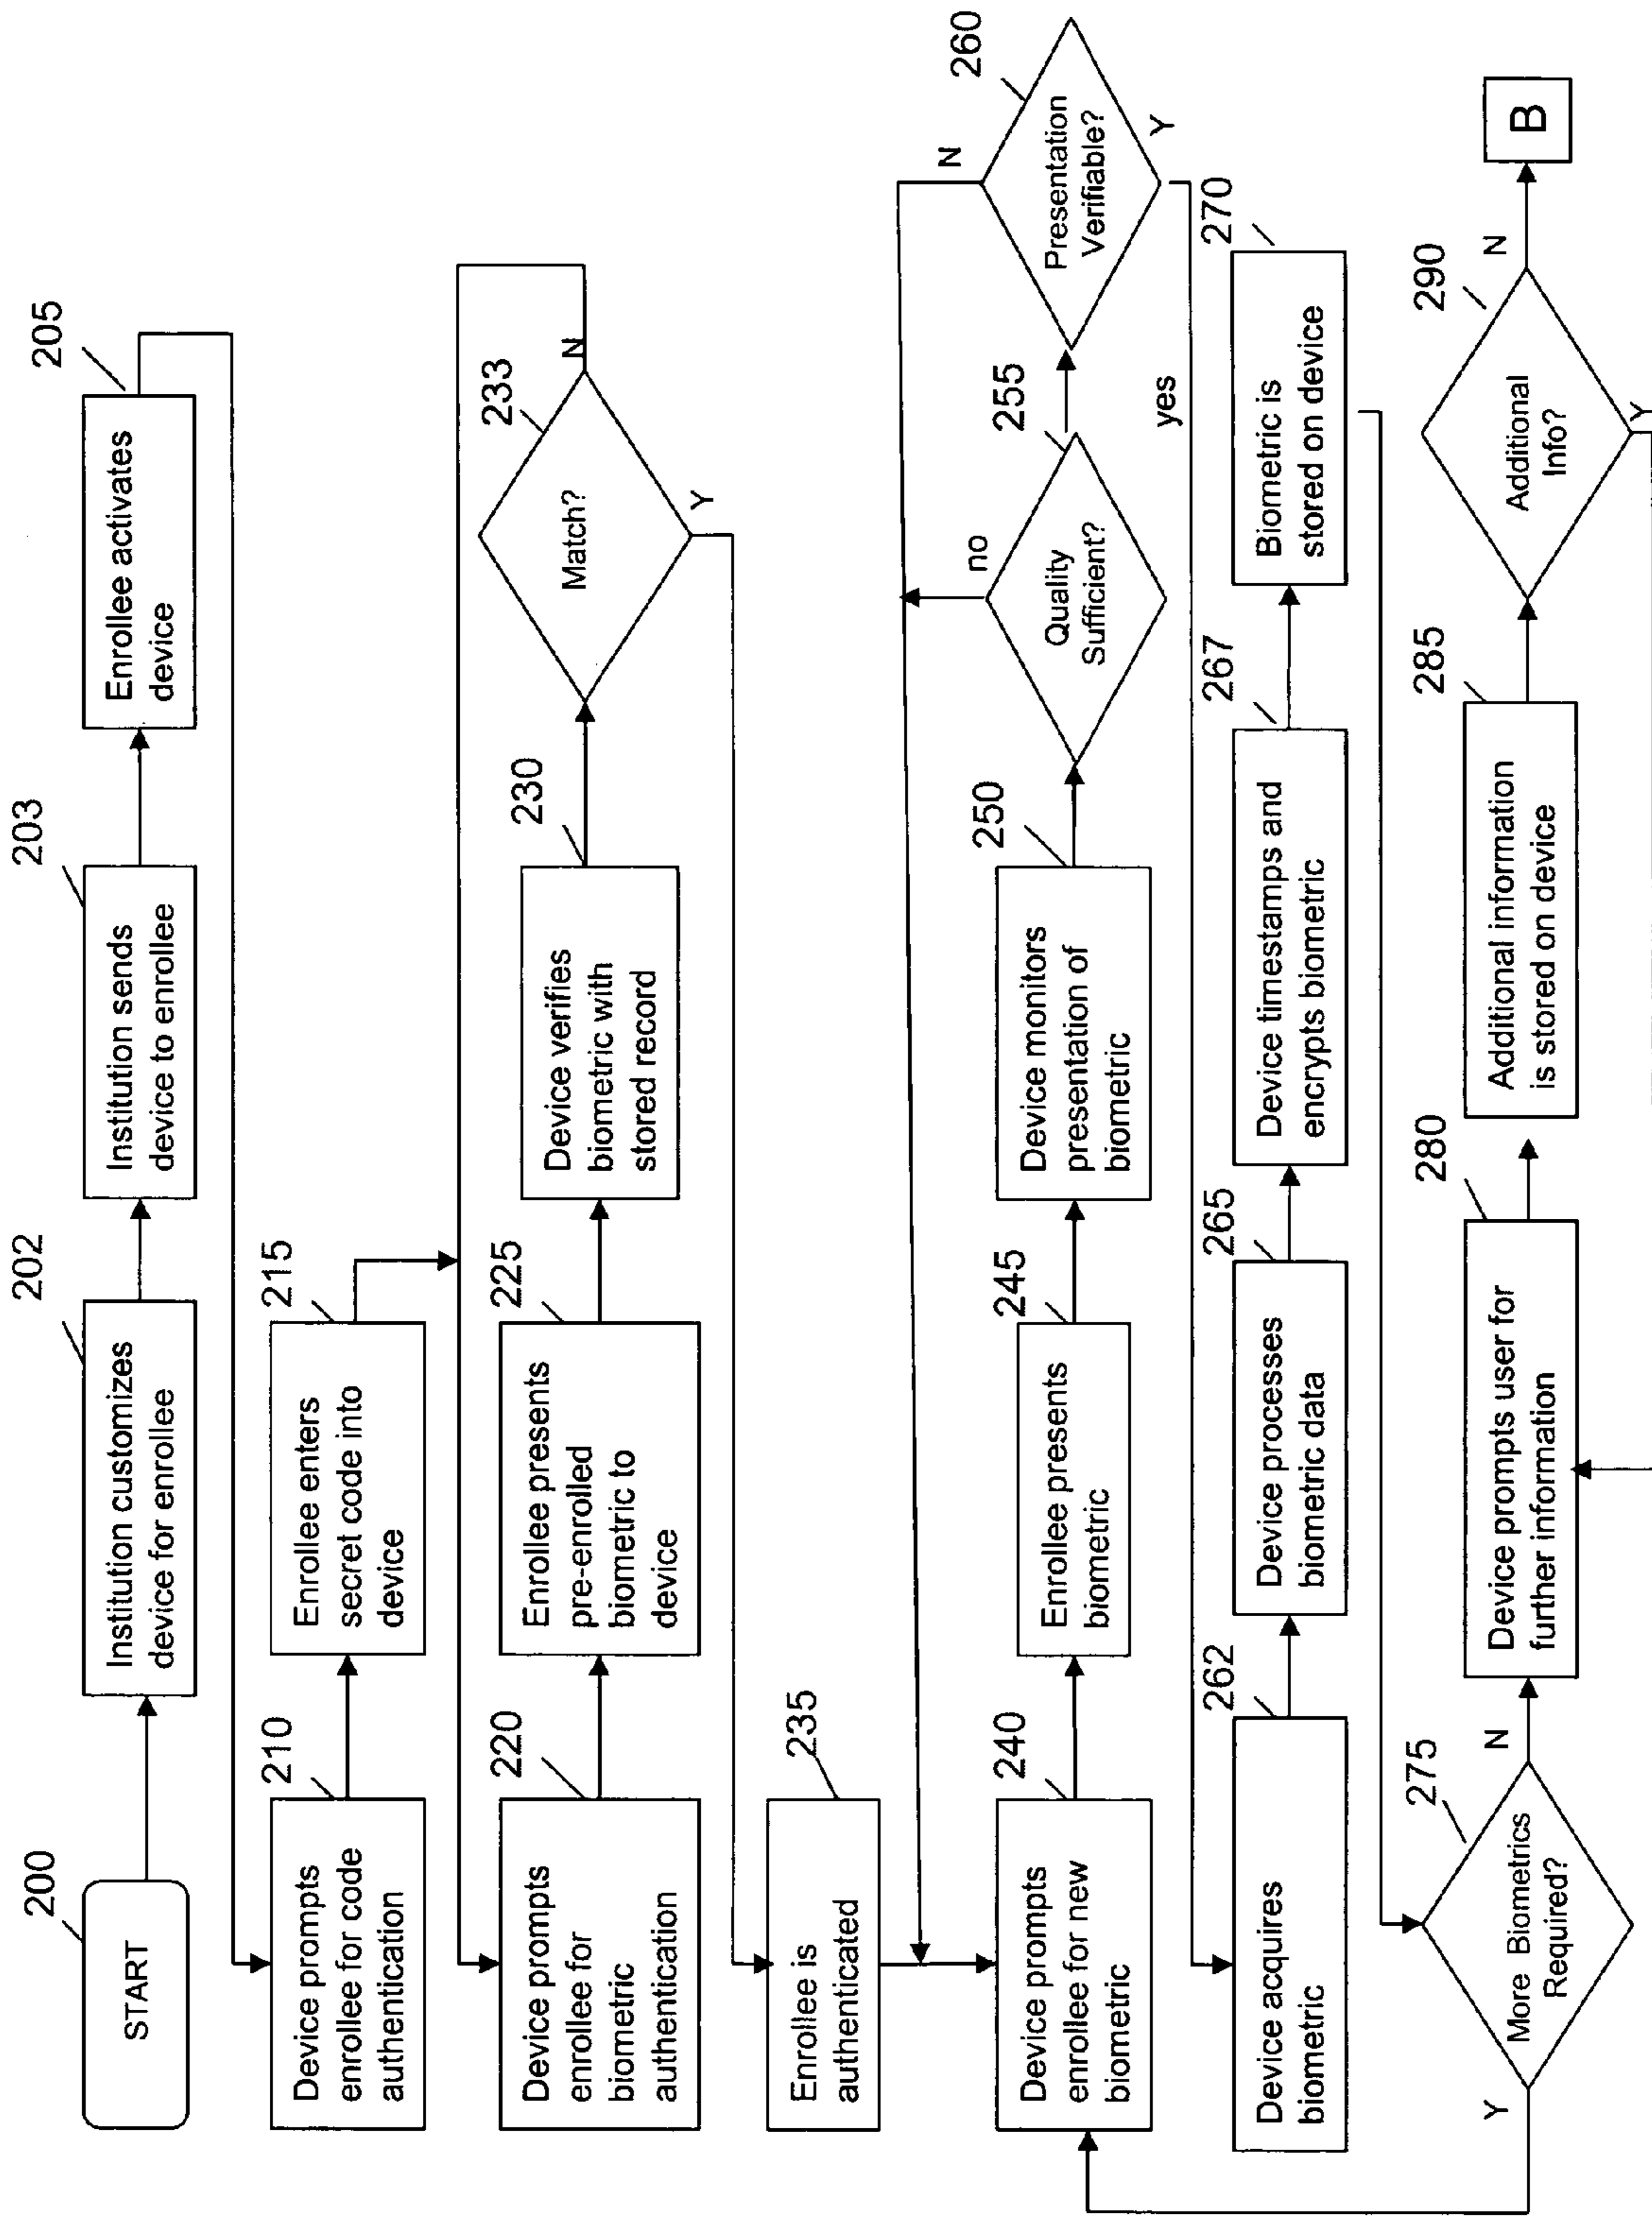 200
START
202
Institution customizes
device for enrollee
203
Institution sends
device to enrollee
205
Enrollee activates
device
210
Device prompts
enrollee for code
authentication
215
Enrollee enters
secret code into
device
220
Device prompts
enrollee for
biometric
authentication
225
Enrollee presents
pre-enrolled
biometric to
device
230
Device verifies
biometric with
stored record
233
Match?
N
Y
235
Enrollee is
authenticated
240
Device prompts
enrollee for new
biometric
245
Enrollee presents
biometric
250
Device monitors
presentation of
biometric
255
Quality
Sufficient?
no
260
Presentation
Verifiable?
N
Y
yes
262
Device acquires
biometric
265
Device processes
biometric data
267
Device timestamps and
encrypts biometric
270
Biometric is
stored on device
275
More Biometrics
Required?
Y
N
280
Device prompts user for
further information
285
Additional information
is stored on device
290
Additional
Info?
N
Y
B